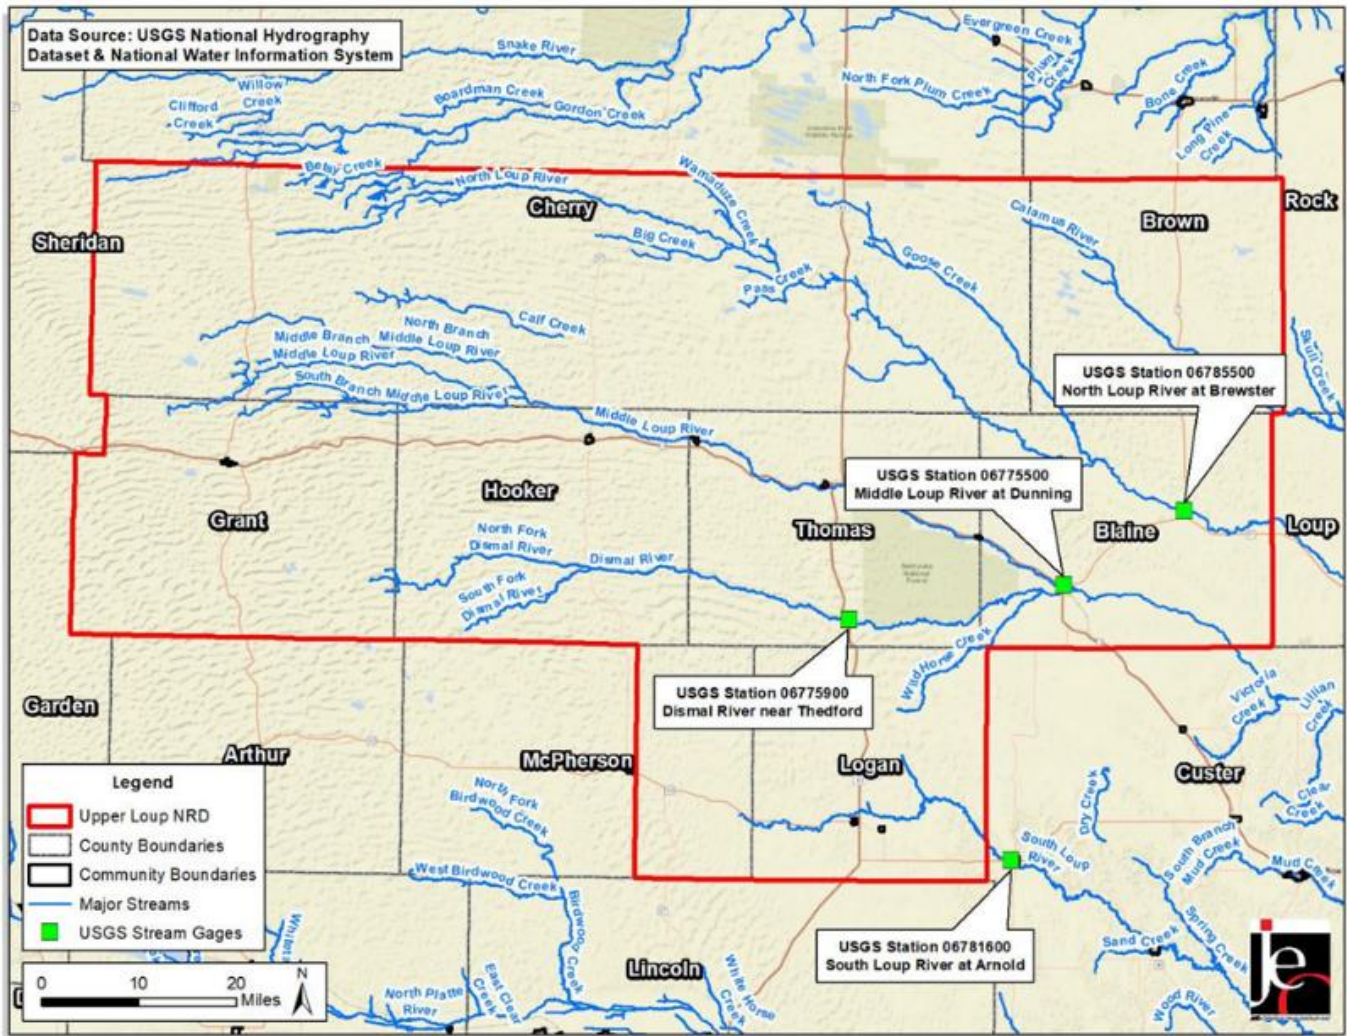 Data Source: USGS National Hydrography
Dataset & National Water Information System
Snake River
Evergreen Creek
Plum
Creek
North Fork Plum Creek
Bone Creek
Long Pine
Creek
Willow
Creek
Clifford
Creek
Boardman Creek
Gordon Creek
Betsy Creek
North Loup River
Wamaduze Creek
Cherry
Big Creek
Paas Creek
Goose Creek
Calamus River
Brown
Rock
Sheridan
Calf Creek
North Branch
Middle Loup River
Middle Branch
Middle Loup River
South Branch Middle Loup River
Middle Loup River
Skull Creek
USGS Station 06785500
North Loup River at Brewster
USGS Station 06775500
Middle Loup River at Dunning
Grant
Hooker
Thomas
Blaine
Loup
North Fork
Dismal River
Dismal River
South Fork
Dismal River
USGS Station 06775900
Dismal River near Thedford
Wild Horse Creek
Victoria
Creek
Lillian
Creek
Garden
Arthur
McPherson
Logan
Custer
North Fork
Birdwood Creek
West Birdwood Creek
Birdwood Creek
Dry Creek
Clear
Creek
South Branch
Mud Creek
Mud Creek
South Loup
River
Spring Creek
Sand Creek
USGS Station 06781600
South Loup River at Arnold
Lincoln
White Horse
Creek
North Platte
River
East Clear
Creek
Wood River
Legend
Upper Loup NRD
County Boundaries
Community Boundaries
Major Streams
USGS Stream Gages
0 10 20
Miles
N
jeo